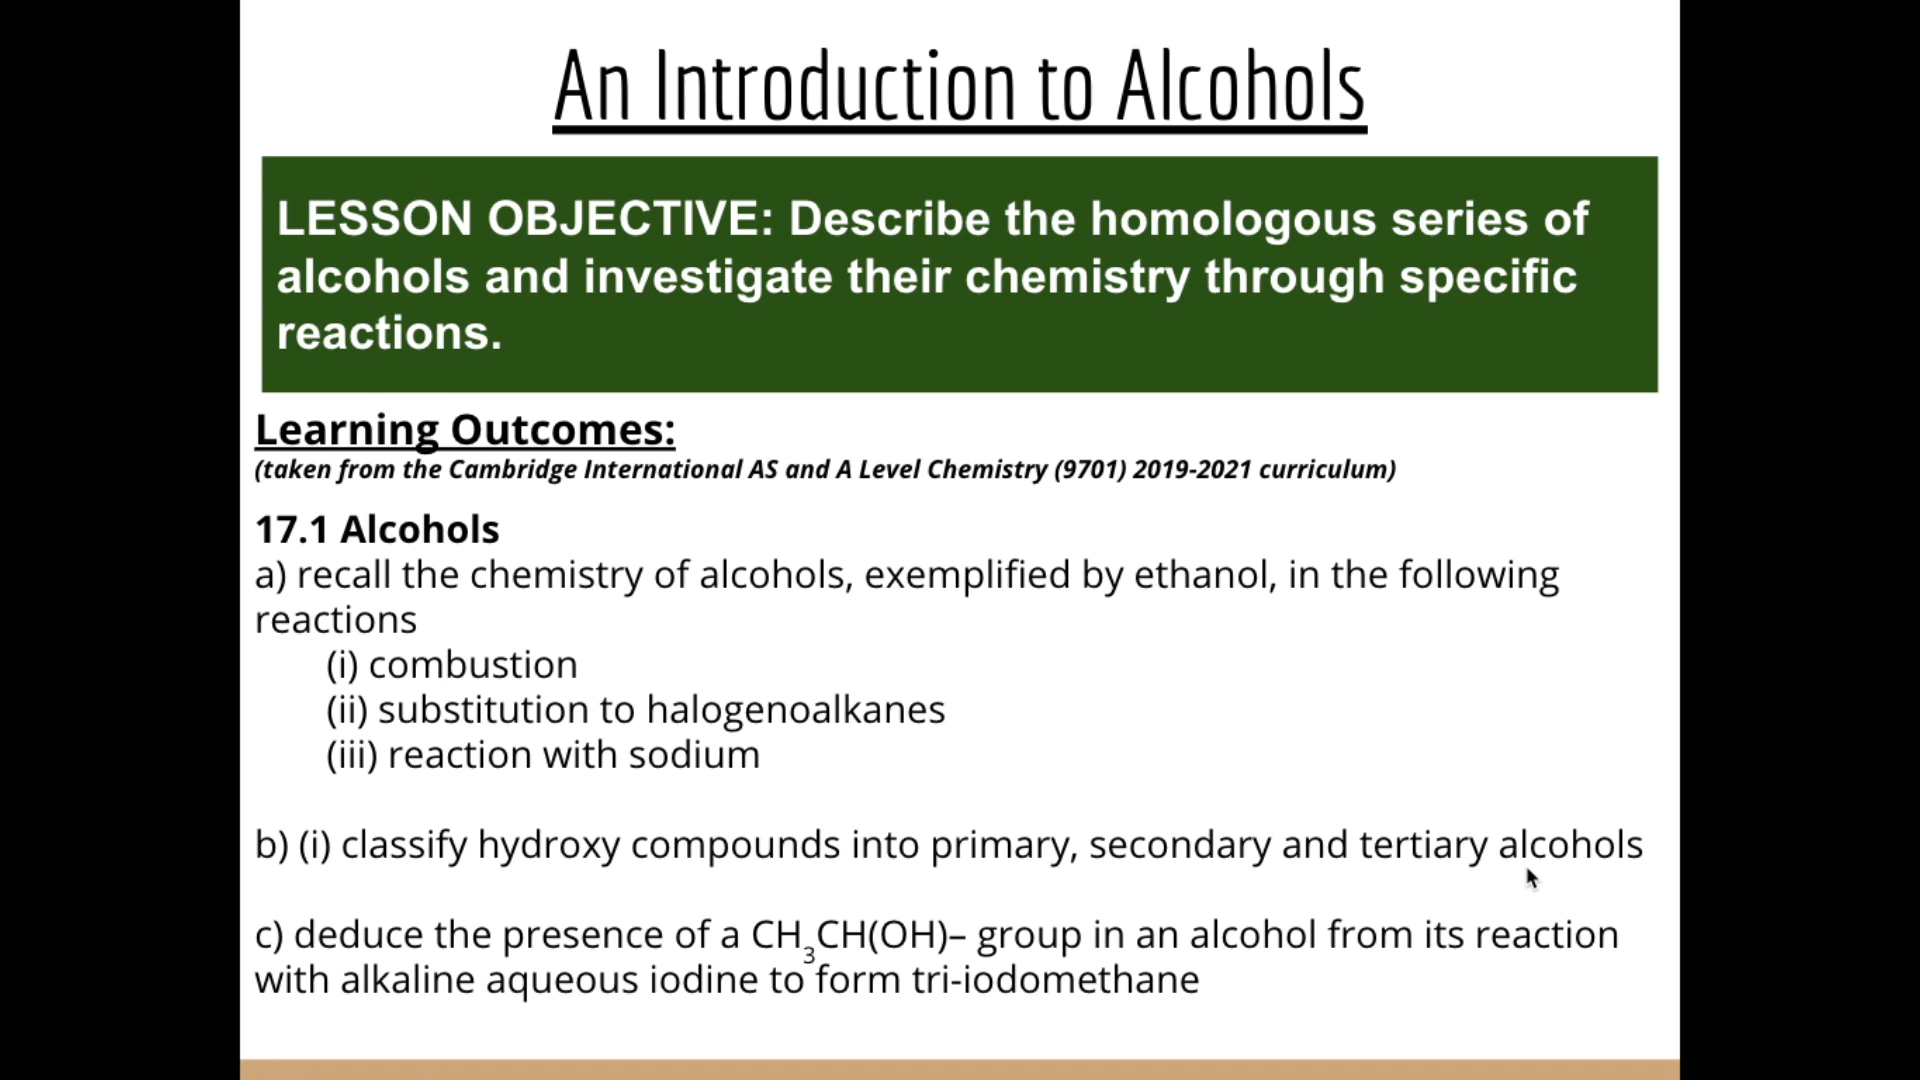 An Introduction to Alcohols
LESSON OBJECTIVE: Describe the homologous series of
alcohols and investigate their chemistry through specific
reactions.
Learning Outcomes:
(taken from the Cambridge International AS and A Level Chemistry (9701) 2019-2021 curriculum)
17.1 Alcohols
a) recall the chemistry of alcohols, exemplified by ethanol, in the following
reactions
(i) combustion
(ii) substitution to halogenoalkanes
(iii) reaction with sodium
b) (i) classify hydroxy compounds into primary, secondary and tertiary alcohols
c) deduce the presence of a CH₃CH(OH)– group in an alcohol from its reaction
with alkaline aqueous iodine to form tri-iodomethane